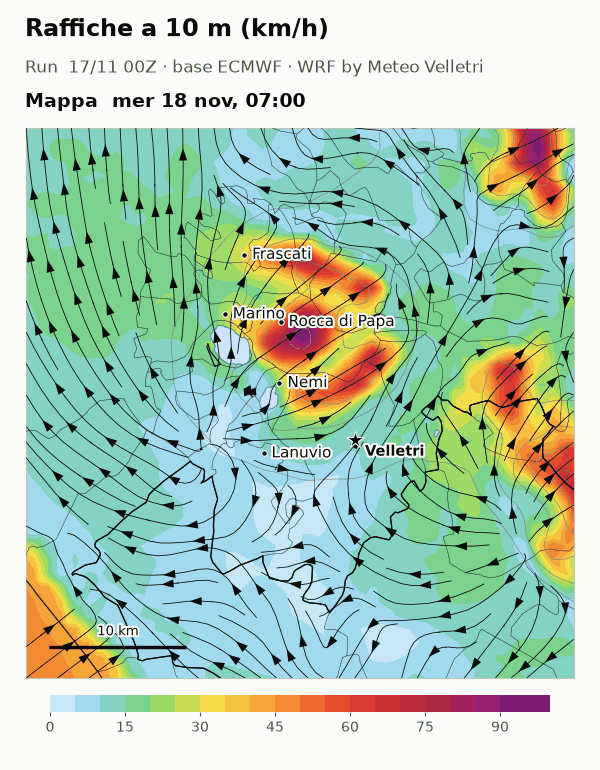 Raffiche a 10 m (km/h)
Run  17/11 00Z · base ECMWF · WRF by Meteo Velletri
Mappa  mer 18 nov, 07:00
Frascati
Marino
Rocca di Papa
Nemi
Velletri
Lanuvio
10 km
0 15 30 45 60 75 90